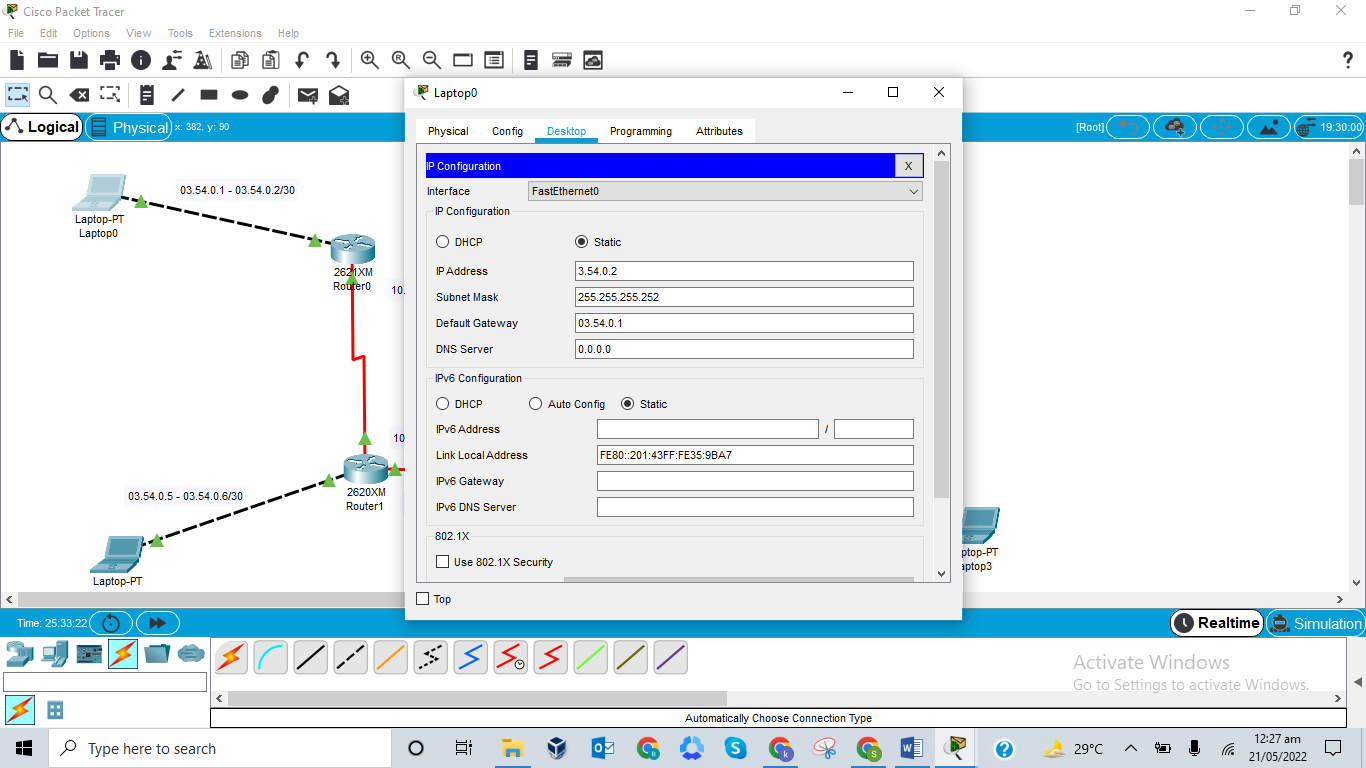 Cisco Packet Tracer
File Edit Options View Tools Extensions Help
?
Logical Physical x: 382, y: 90
[Root] 19:30:00
03.54.0.1 - 03.54.0.2/30
Laptop-PT
Laptop0
2621XM
Router0
10.
10
2620XM
Router1
03.54.0.5 - 03.54.0.6/30
Laptop-PT
Laptop0
Physical Config Desktop Programming Attributes
IP Configuration X
Interface FastEthernet0
IP Configuration
DHCP Static
IP Address 3.54.0.2
Subnet Mask 255.255.255.252
Default Gateway 03.54.0.1
DNS Server 0.0.0.0
IPv6 Configuration
DHCP Auto Config Static
IPv6 Address /
Link Local Address FE80::201:43FF:FE35:9BA7
IPv6 Gateway
IPv6 DNS Server
802.1X
Use 802.1X Security
Top
ptop-PT
aptop3
Time: 25:33:22 Realtime Simulation
Automatically Choose Connection Type
Activate Windows
Go to Settings to activate Windows.
Type here to search
29°C 12:27 am
21/05/2022